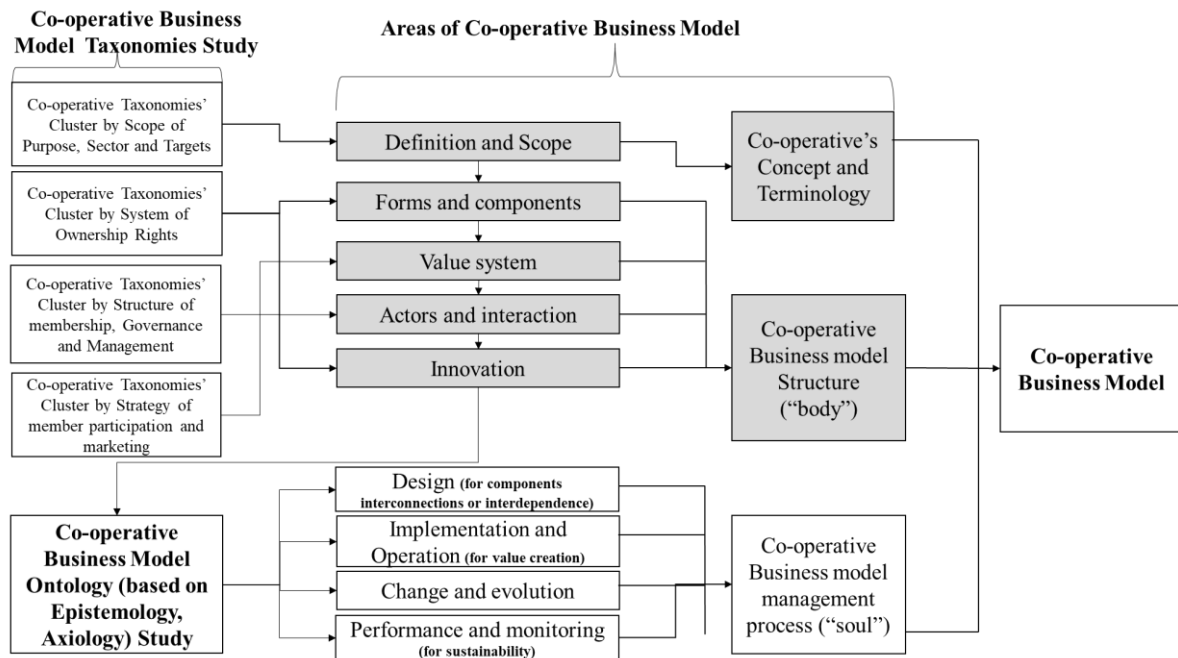 Co-operative Business
Model Taxonomies Study
Areas of Co-operative Business Model
Co-operative Taxonomies’
Cluster by Scope of
Purpose, Sector and Targets
Co-operative Taxonomies’
Cluster by System of
Ownership Rights
Co-operative Taxonomies’
Cluster by Structure of
membership, Governance
and Management
Co-operative Taxonomies’
Cluster by Strategy of
member participation and
marketing
Definition and Scope
Forms and components
Value system
Actors and interaction
Innovation
Co-operative’s
Concept and
Terminology
Co-operative
Business model
Structure
(“body”)
Co-operative
Business Model
Co-operative
Business Model
Ontology (based on
Epistemology,
Axiology) Study
Design (for components
interconnections or interdependence)
Implementation and
Operation (for value creation)
Change and evolution
Performance and monitoring
(for sustainability)
Co-operative
Business model
management
process (“soul”)